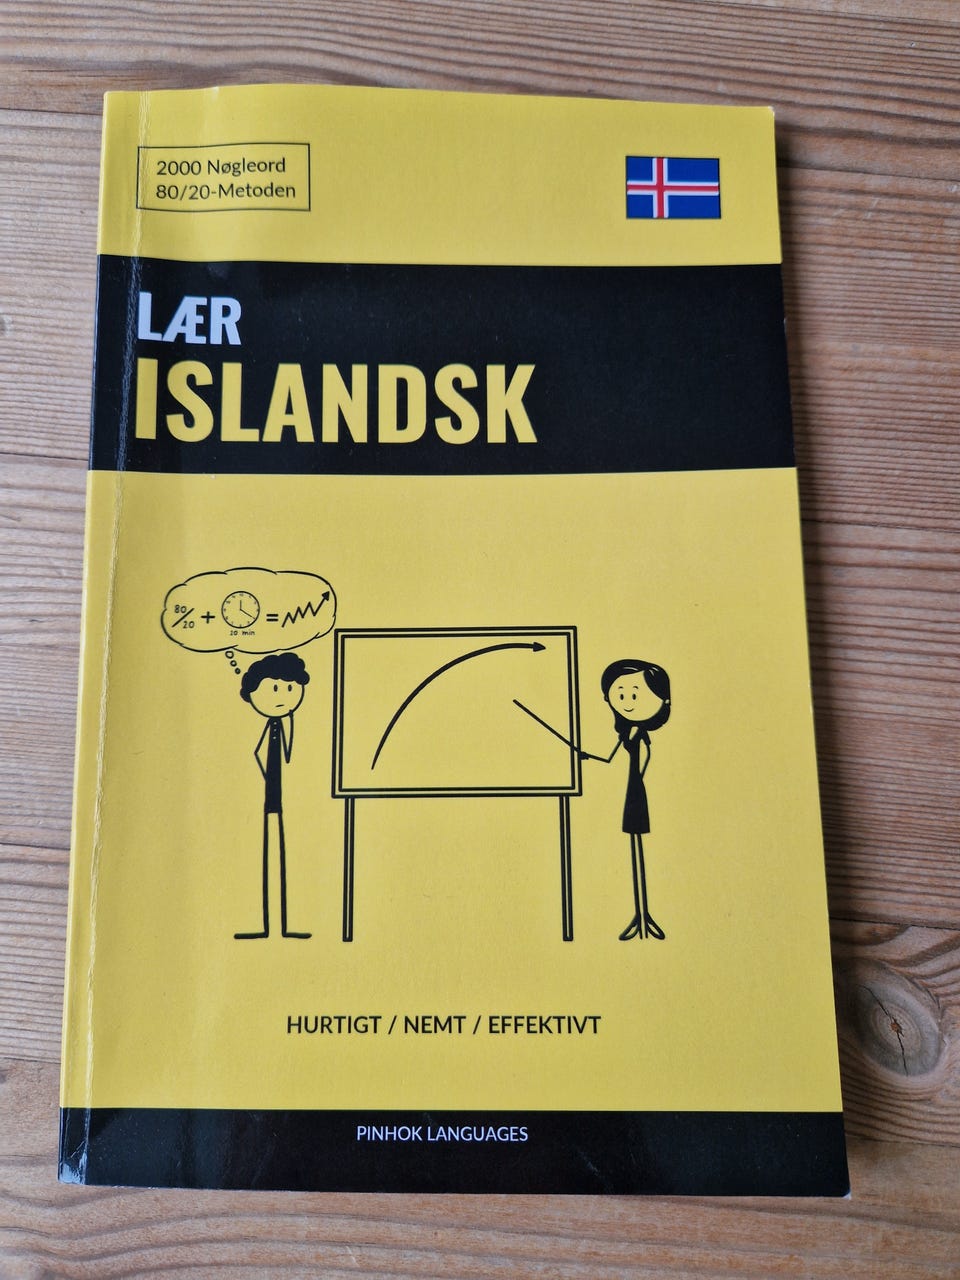 2000 Nøgleord
80/20-Metoden
LÆR
ISLANDSK
80/20 + = 
20 min
HURTIGT / NEMT / EFFEKTIVT
PINHOK LANGUAGES